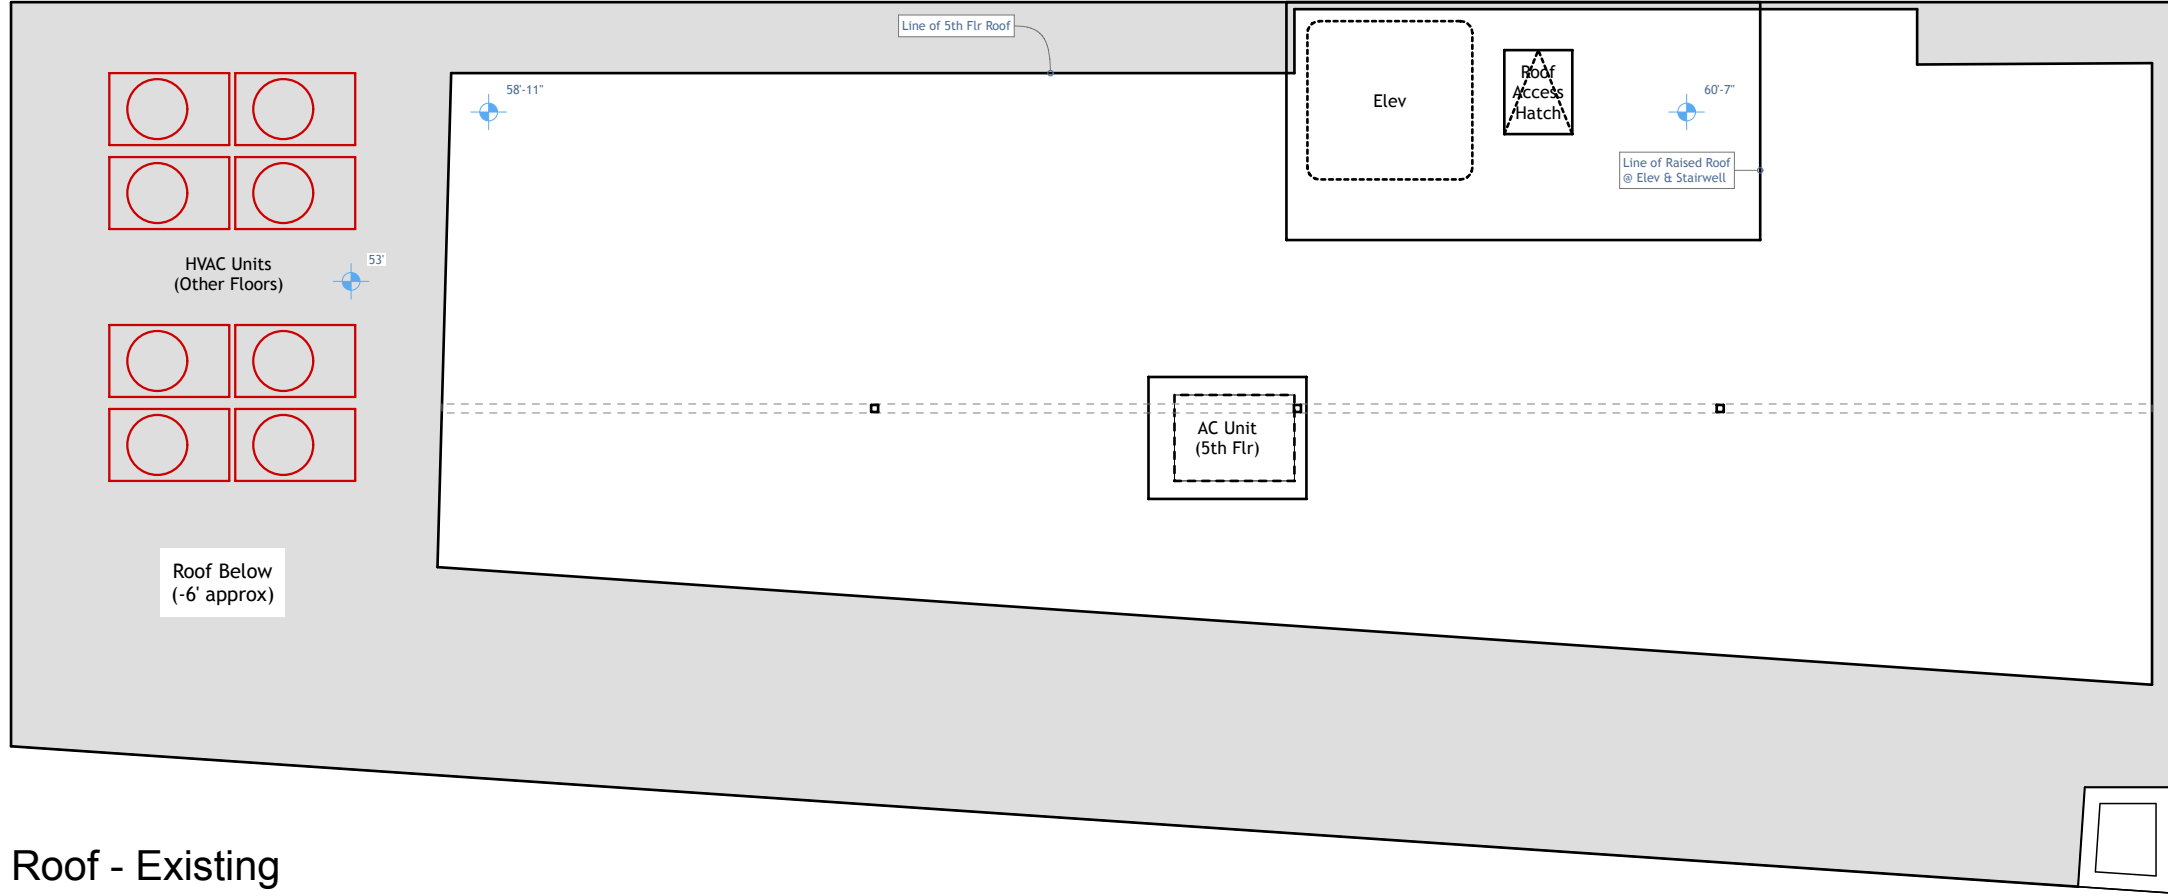 Line of 5th Flr Roof
58'-11"
Elev
Roof
Access
Hatch
60'-7"
Line of Raised Roof
@ Elev & Stairwell
HVAC Units
(Other Floors)
53'
AC Unit
(5th Flr)
Roof Below
(-6' approx)
Roof - Existing